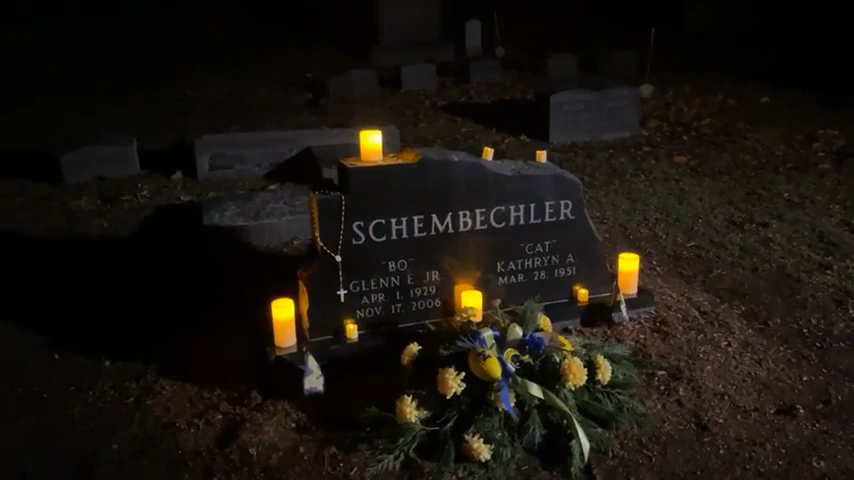 SCHEMBECHLER
"BO"
GLENN E. JR.
APR. 1. 1929
NOV. 17. 2006
"CAT"
KATHRYN A.
MAR. 28. 1951